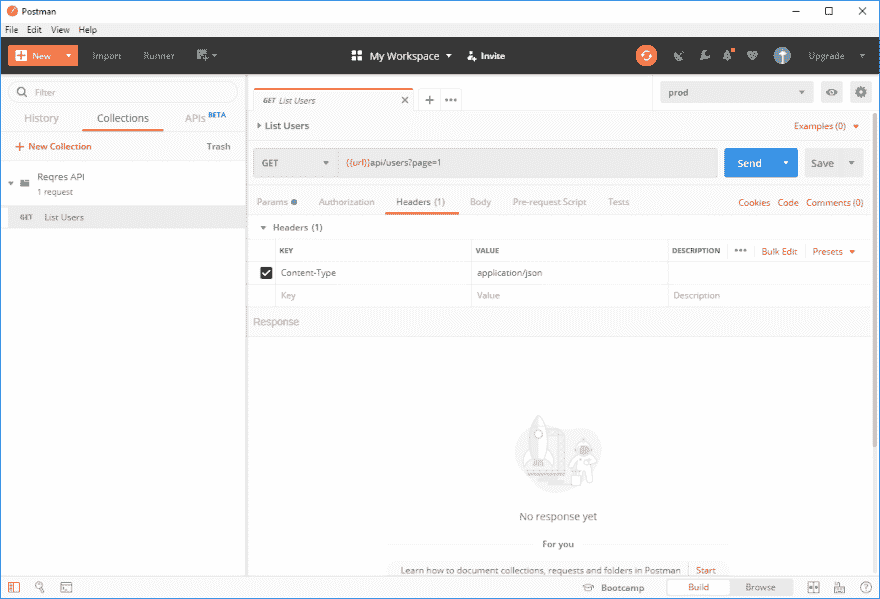 Postman
File Edit View Help
New Import Runner My Workspace Invite Upgrade
Filter
History Collections APIs BETA
New Collection Trash
Reqres API
1 request
GET List Users
GET List Users
prod
List Users Examples (0)
GET {{url}}api/users?page=1 Send Save
Params Authorization Headers (1) Body Pre-request Script Tests Cookies Code Comments (0)
Headers (1)
KEY VALUE DESCRIPTION Bulk Edit Presets
Content-Type application/json
Key Value Description
Response
No response yet
For you
Learn how to document collections, requests and folders in Postman Start
Bootcamp Build Browse